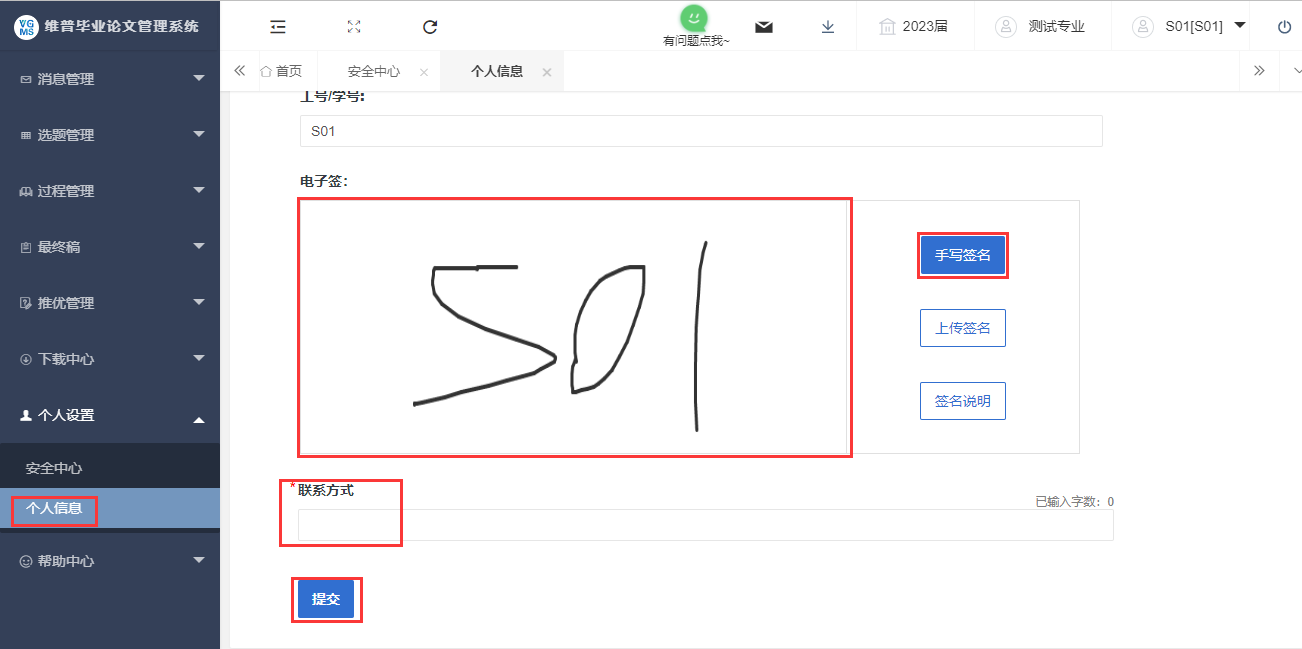 维普毕业论文管理系统
有问题点我~
2023届
测试专业
S01[S01]
首页
安全中心
个人信息
消息管理
选题管理
过程管理
最终稿
推优管理
下载中心
个人设置
安全中心
个人信息
帮助中心
工号/学号:
S01
电子签:
S01
手写签名
上传签名
签名说明
*联系方式
已输入字数: 0
提交